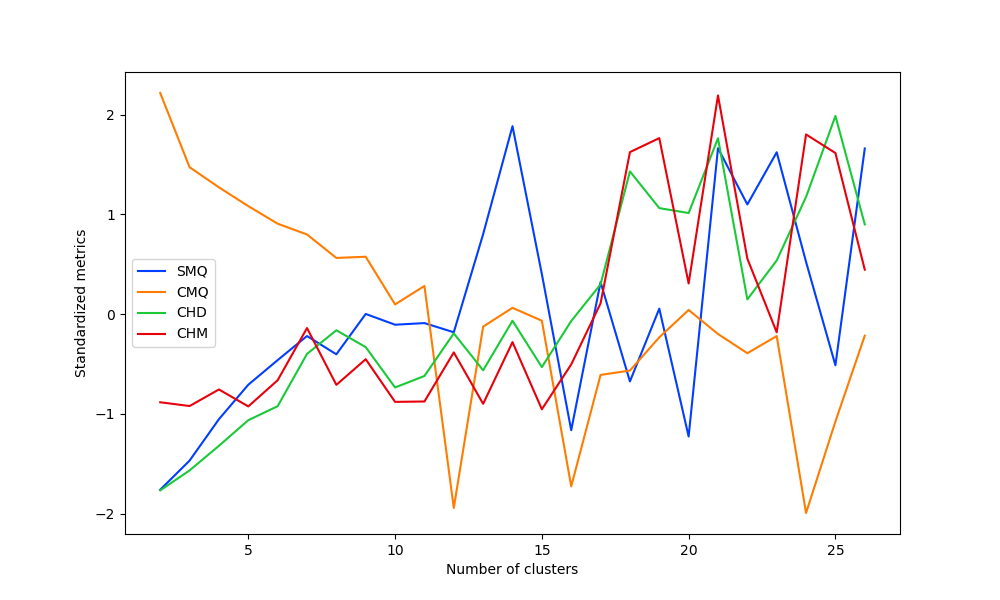 2
1
0
−1
−2
Standardized metrics
SMQ
CMQ
CHD
CHM
5 10 15 20 25
Number of clusters